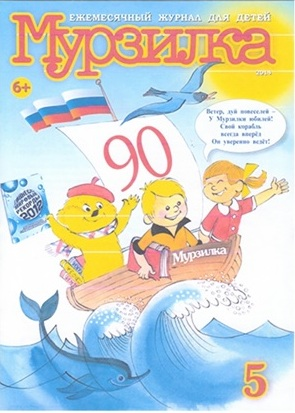 ЕЖЕМЕСЯЧНЫЙ ЖУРНАЛ ДЛЯ ДЕТЕЙ
Мурзилка
6+
Ветер, дуй повеселей –
У Мурзилки юбилей!
Свой корабль
всегда вперёд
Он уверенно ведёт!
90
2012
Мурзилка
5